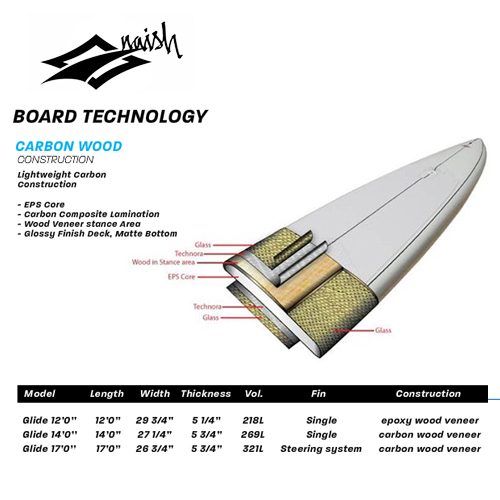 naish
BOARD TECHNOLOGY
CARBON WOOD
CONSTRUCTION
Lightweight Carbon
Construction
- EPS Core
- Carbon Composite Lamination
- Wood Veneer stance Area
- Glossy Finish Deck, Matte Bottom
Glass
Technora
Wood in Stance area
EPS Core
Technora
Glass
Glass
Model Length Width Thickness Vol. Fin Construction
Glide 12'0'' 12'0" 29 3/4" 5 1/4" 218L Single epoxy wood veneer
Glide 14'0'' 14'0" 27 1/4" 5 3/4" 269L Single carbon wood veneer
Glide 17'0'' 17'0" 26 3/4" 5 3/4" 321L Steering system carbon wood veneer